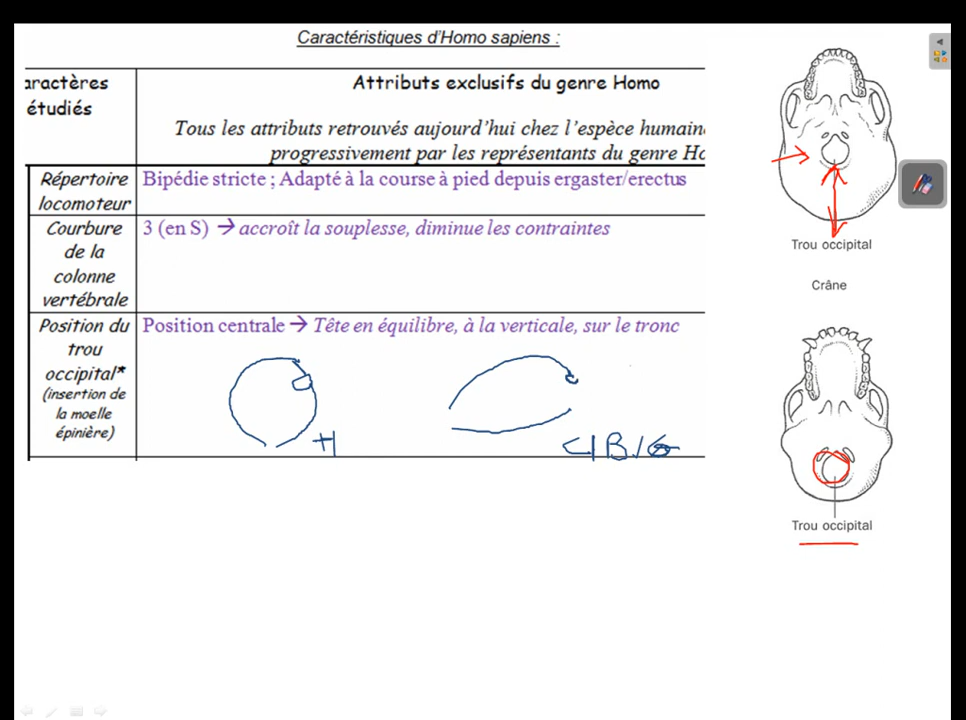 Caractéristiques d'Homo sapiens :
aractères
étudiés
Attributs exclusifs du genre Homo
Tous les attributs retrouvés aujourd'hui chez l'espèce humaine
progressivement par les représentants du genre Ho
Répertoire
locomoteur
Bipédie stricte ; Adapté à la course à pied depuis ergaster/erectus
Courbure
de la
colonne
vertébrale
3 (en S) → accroît la souplesse, diminue les contraintes
Position du
trou
occipital*
(insertion de
la moelle
épinière)
Position centrale → Tête en équilibre, à la verticale, sur le tronc
H
C/B/G
Trou occipital
Crâne
Trou occipital